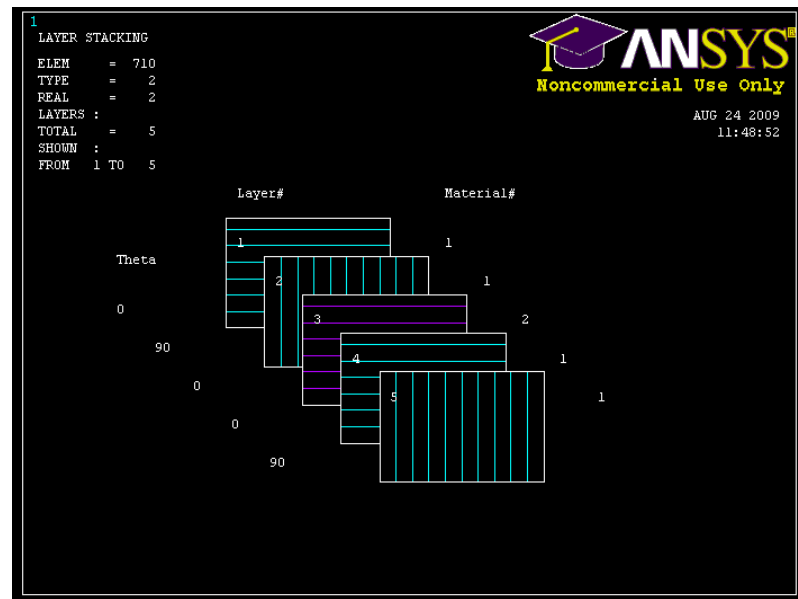 1
LAYER STACKING
ANSYS®
Noncommercial Use Only
ELEM = 710
TYPE = 2
REAL = 2
LAYERS :
TOTAL = 5
SHOWN :
FROM 1 TO 5
AUG 24 2009
11:48:52
Layer# Material#
Theta
1 1
2 1
0 3 2
90 4 1
0 5 1
0
90